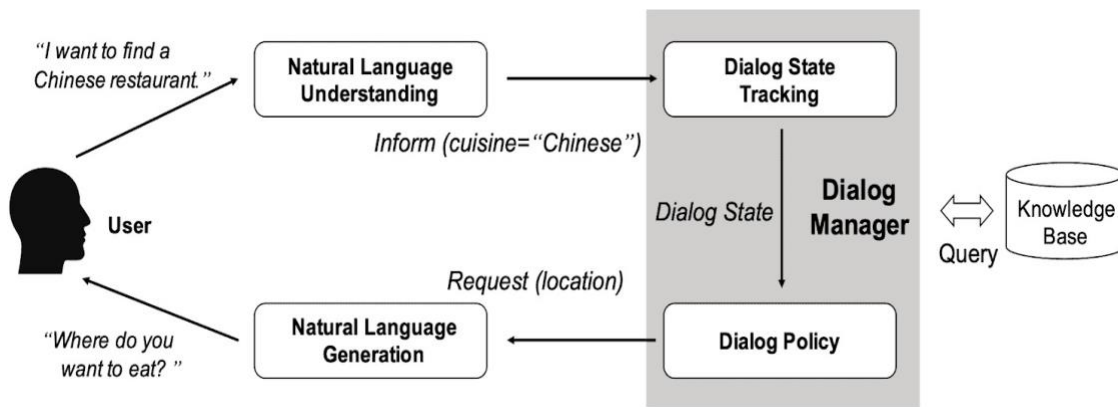 “I want to find a
Chinese restaurant.”
Natural Language
Understanding
Dialog State
Tracking
Inform (cuisine=“Chinese”)
User
Dialog State
Dialog
Manager
Query
Knowledge
Base
Request (location)
“Where do you
want to eat? ”
Natural Language
Generation
Dialog Policy